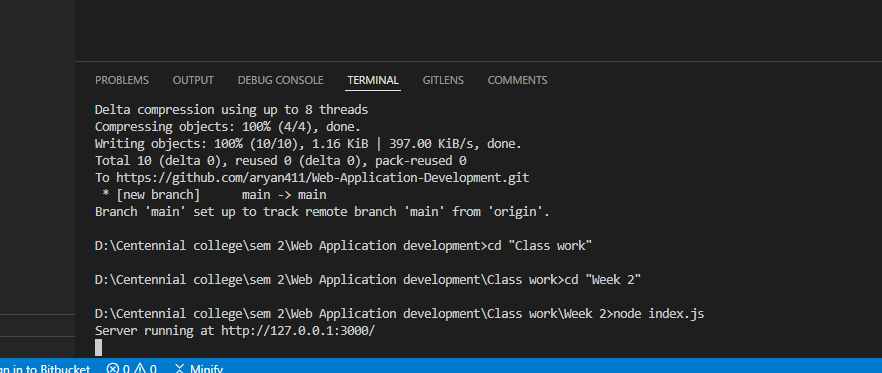 PROBLEMS OUTPUT DEBUG CONSOLE TERMINAL GITLENS COMMENTS
Delta compression using up to 8 threads
Compressing objects: 100% (4/4), done.
Writing objects: 100% (10/10), 1.16 KiB | 397.00 KiB/s, done.
Total 10 (delta 0), reused 0 (delta 0), pack-reused 0
To https://github.com/aryan411/Web-Application-Development.git
 * [new branch]      main -> main
Branch 'main' set up to track remote branch 'main' from 'origin'.
D:\Centennial college\sem 2\Web Application development>cd "Class work"
D:\Centennial college\sem 2\Web Application development\Class work>cd "Week 2"
D:\Centennial college\sem 2\Web Application development\Class work\Week 2>node index.js
Server running at http://127.0.0.1:3000/
gn in to Bitbucket 0 0 Minify